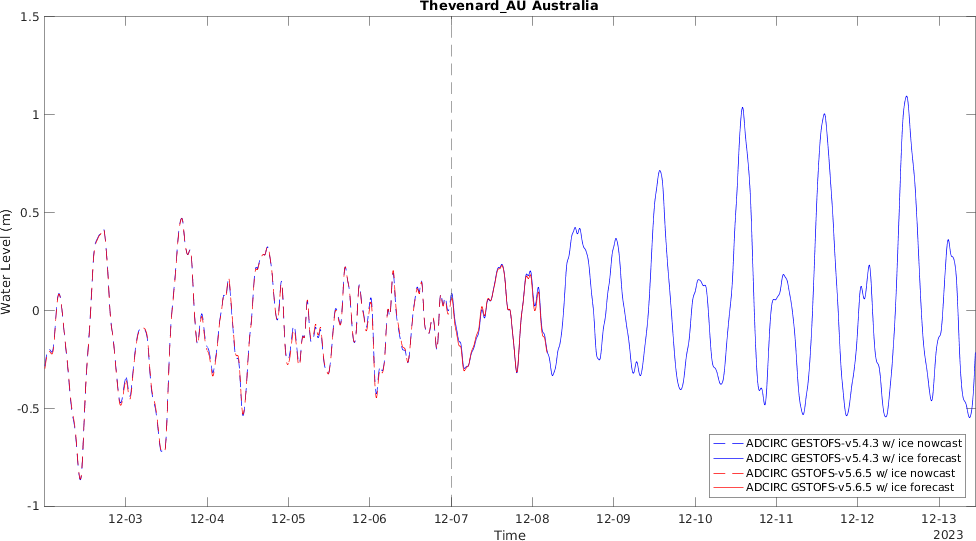 Thevenard_AU Australia
1.5
1
0.5
0
-0.5
-1
Water Level (m)
ADCIRC GESTOFS-v5.4.3 w/ ice nowcast
ADCIRC GESTOFS-v5.4.3 w/ ice forecast
ADCIRC GSTOFS-v5.6.5 w/ ice nowcast
ADCIRC GSTOFS-v5.6.5 w/ ice forecast
12-03 12-04 12-05 12-06 12-07 12-08 12-09 12-10 12-11 12-12 12-13
Time
2023